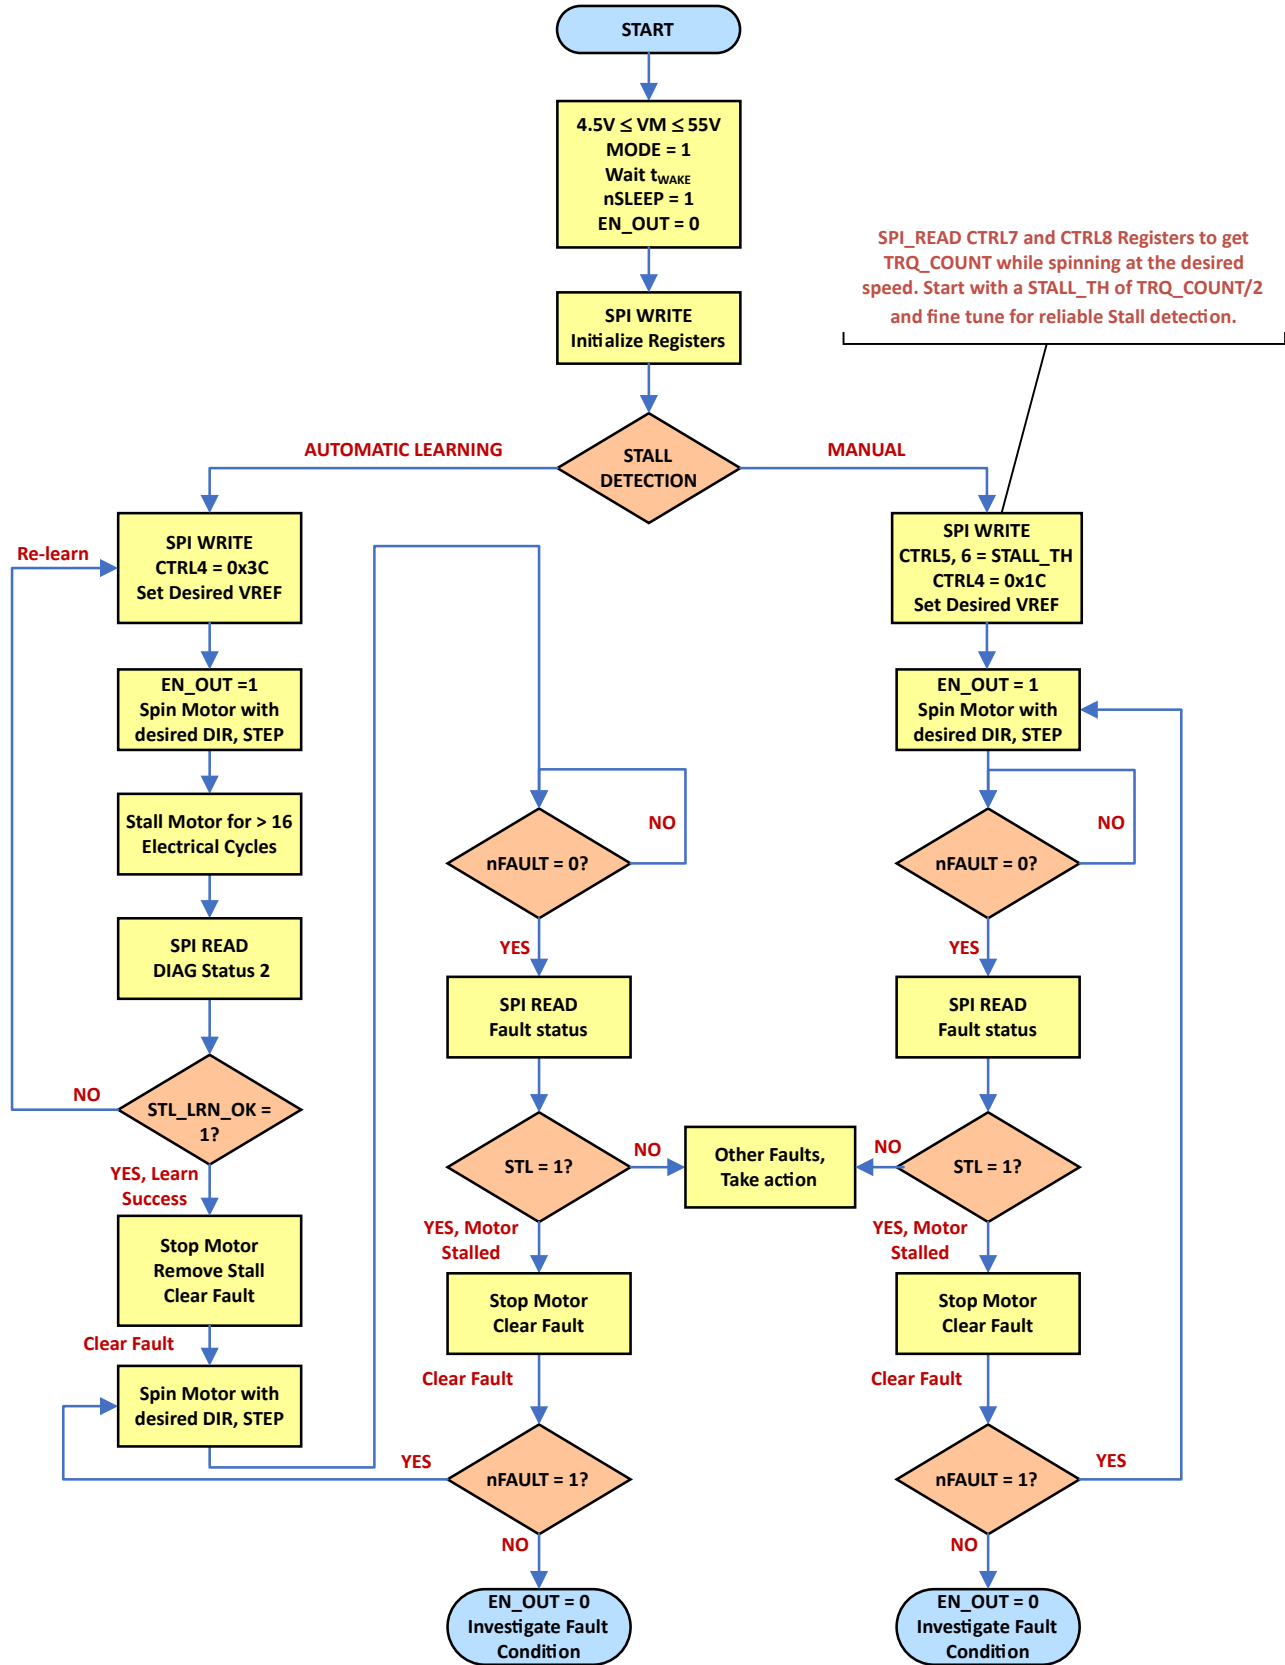 START
4.5V ≤ VM ≤ 55V
MODE = 1
Wait tWAKE
nSLEEP = 1
EN_OUT = 0
SPI_READ CTRL7 and CTRL8 Registers to get
TRQ_COUNT while spinning at the desired
speed. Start with a STALL_TH of TRQ_COUNT/2
and fine tune for reliable Stall detection.
SPI WRITE
Initialize Registers
STALL
DETECTION
AUTOMATIC LEARNING
MANUAL
Re-learn
SPI WRITE
CTRL4 = 0x3C
Set Desired VREF
EN_OUT =1
Spin Motor with
desired DIR, STEP
Stall Motor for > 16
Electrical Cycles
SPI READ
DIAG Status 2
NO
STL_LRN_OK =
1?
YES, Learn
Success
Stop Motor
Remove Stall
Clear Fault
Clear Fault
Spin Motor with
desired DIR, STEP
nFAULT = 0?
NO
YES
SPI READ
Fault status
STL = 1?
NO
Other Faults,
Take action
YES, Motor
Stalled
Stop Motor
Clear Fault
Clear Fault
nFAULT = 1?
YES
NO
EN_OUT = 0
Investigate Fault
Condition
SPI WRITE
CTRL5, 6 = STALL_TH
CTRL4 = 0x1C
Set Desired VREF
EN_OUT = 1
Spin Motor with
desired DIR, STEP
nFAULT = 0?
NO
YES
SPI READ
Fault status
STL = 1?
NO
YES, Motor
Stalled
Stop Motor
Clear Fault
Clear Fault
nFAULT = 1?
YES
NO
EN_OUT = 0
Investigate Fault
Condition